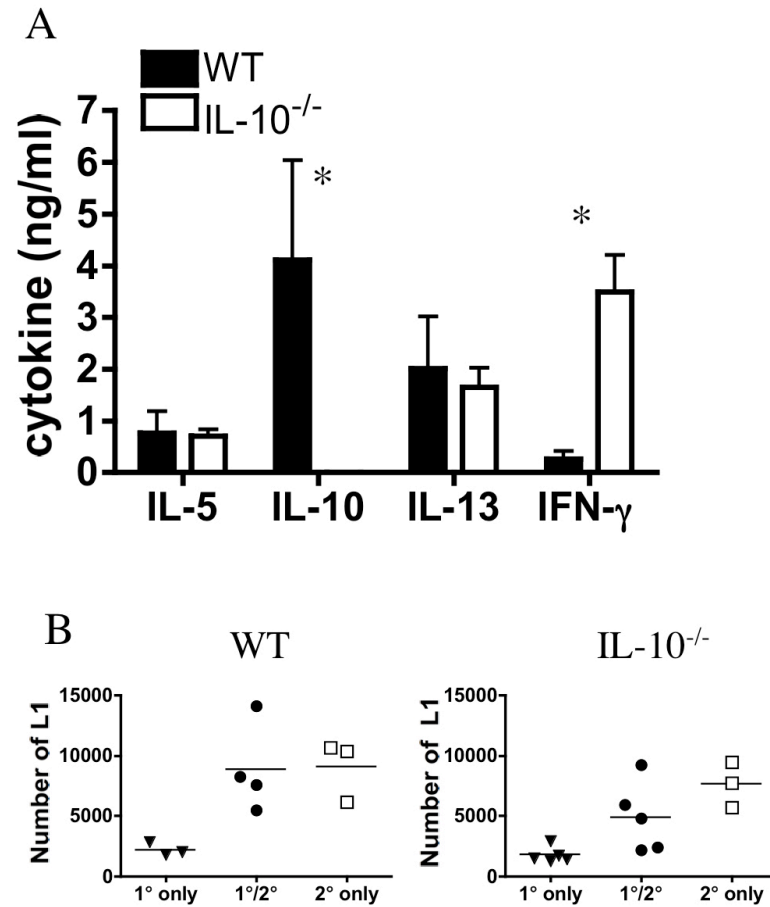 A
WT
IL-10-/-
cytokine (ng/ml)
7
6
5
4
3
2
1
0
*
*
IL-5 IL-10 IL-13 IFN-γ
B
WT
IL-10-/-
Number of L1
15000
10000
5000
0
1° only 1°/2° 2° only
Number of L1
15000
10000
5000
0
1° only 1°/2° 2° only